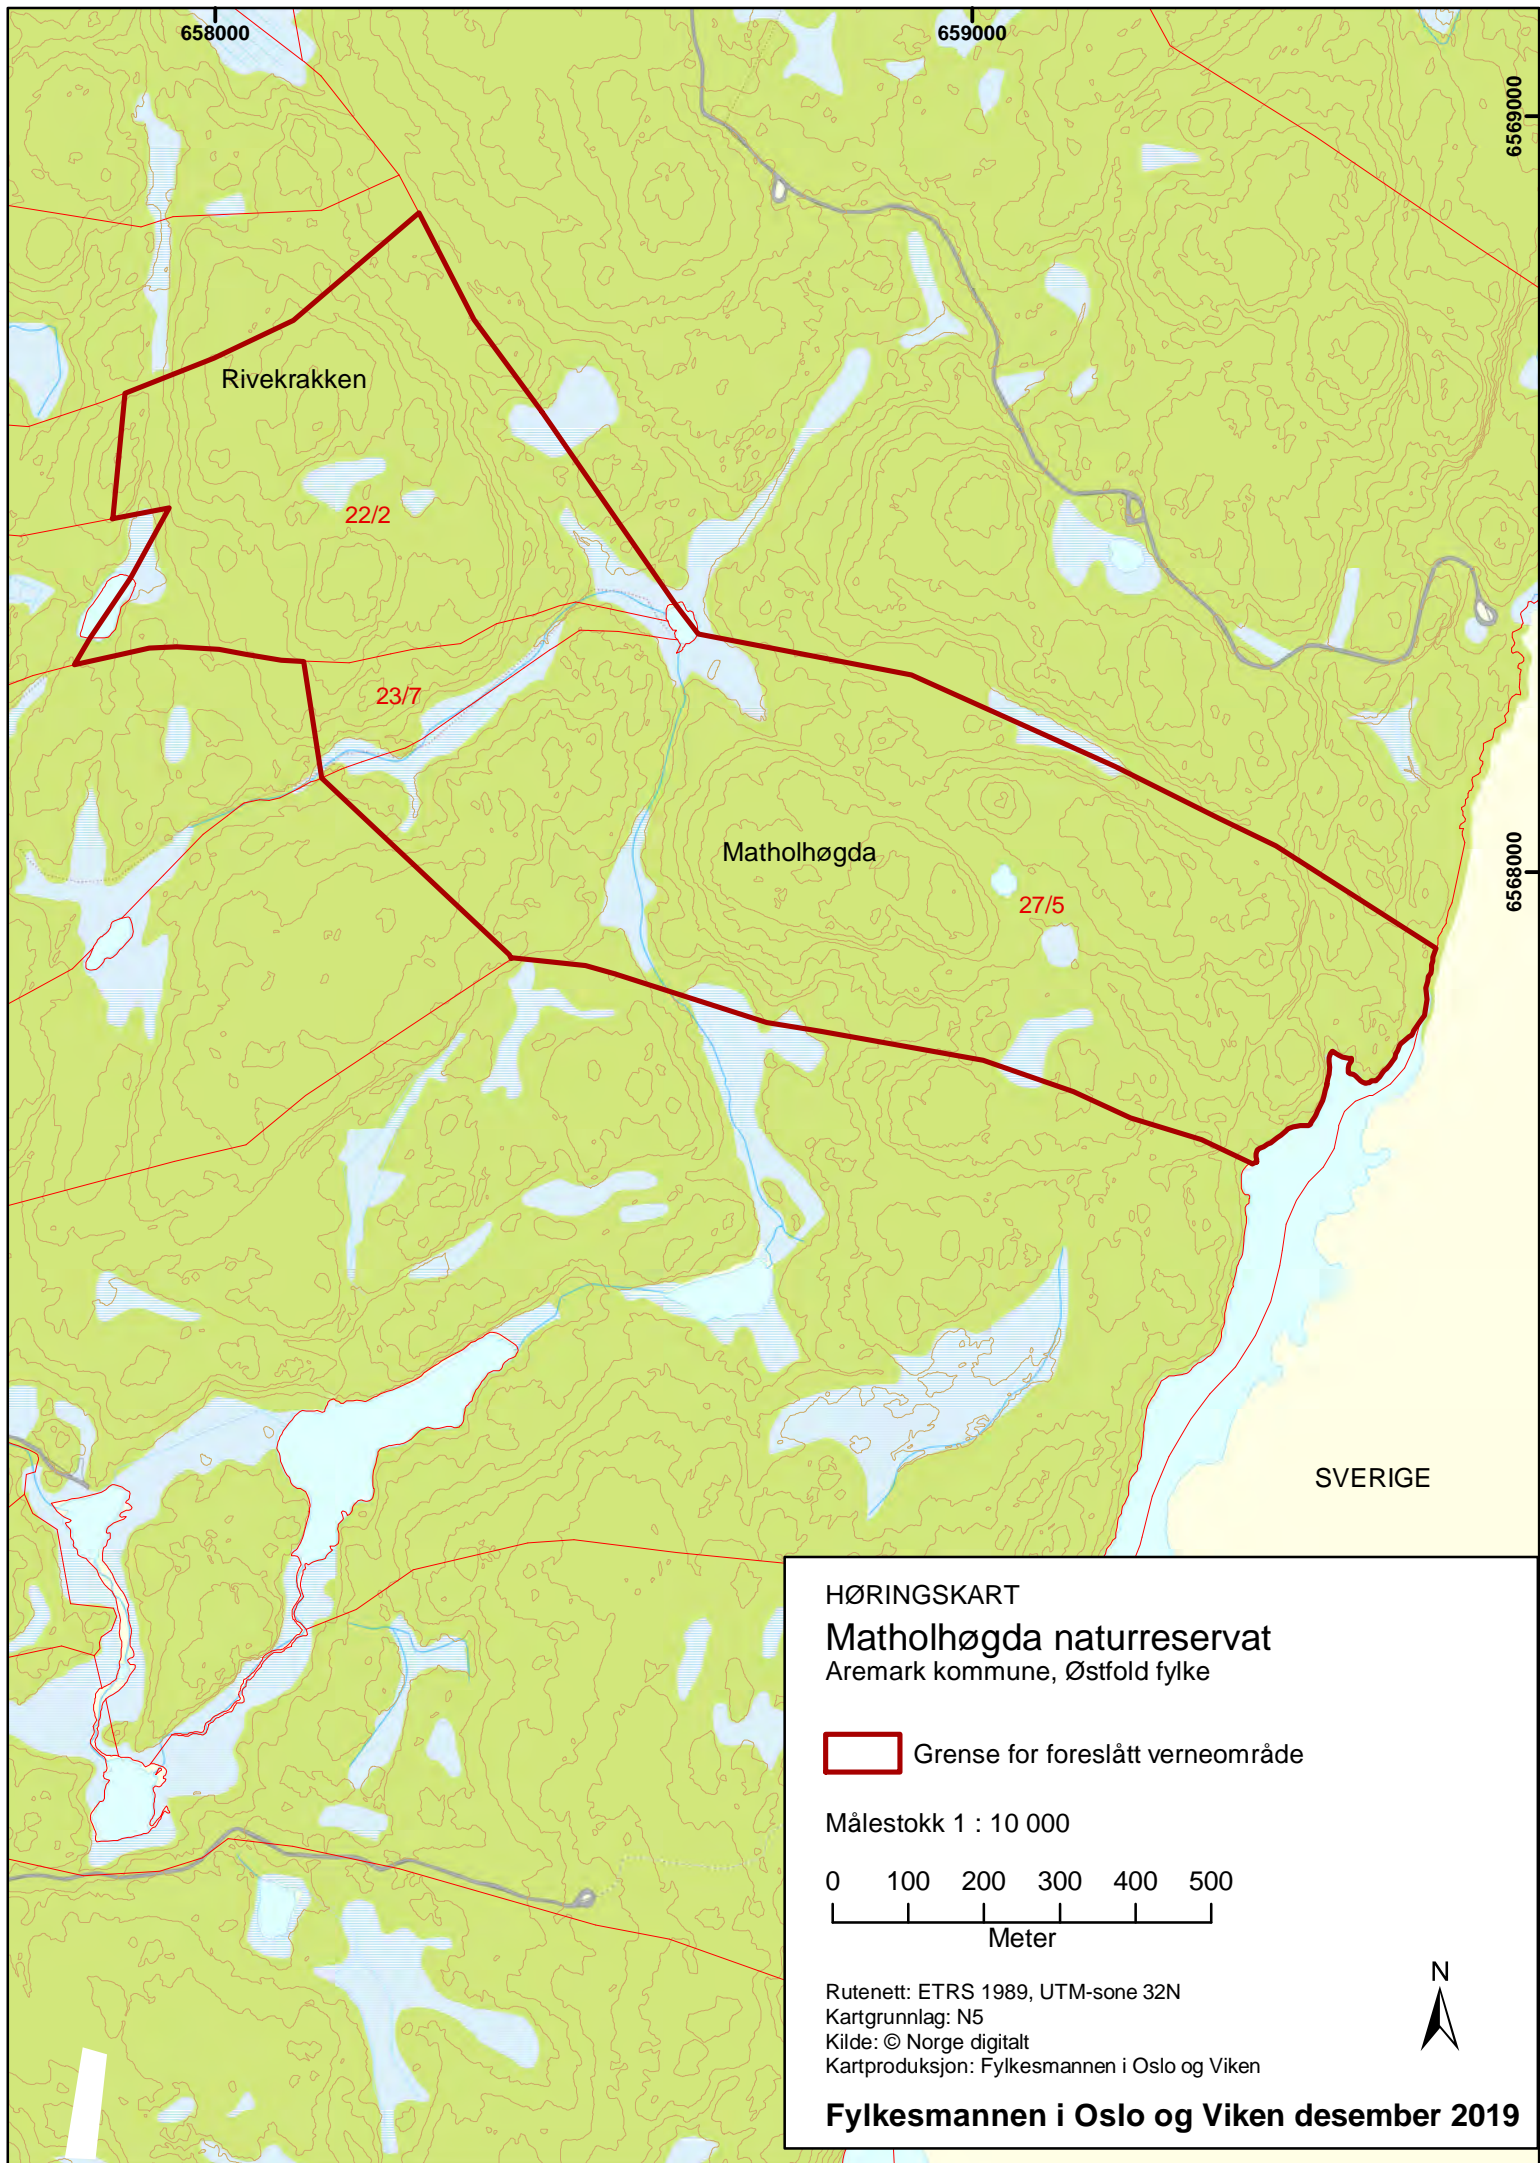 658000
659000
6569000
Rivekrakken
22/2
23/7
Matholhøgda
27/5
6568000
SVERIGE
HØRINGSKART
Matholhøgda naturreservat
Aremark kommune, Østfold fylke
Grense for foreslått verneområde
Målestokk 1 : 10 000
0 100 200 300 400 500
Meter
N
Rutenett: ETRS 1989, UTM-sone 32N
Kartgrunnlag: N5
Kilde: © Norge digitalt
Kartproduksjon: Fylkesmannen i Oslo og Viken
Fylkesmannen i Oslo og Viken desember 2019